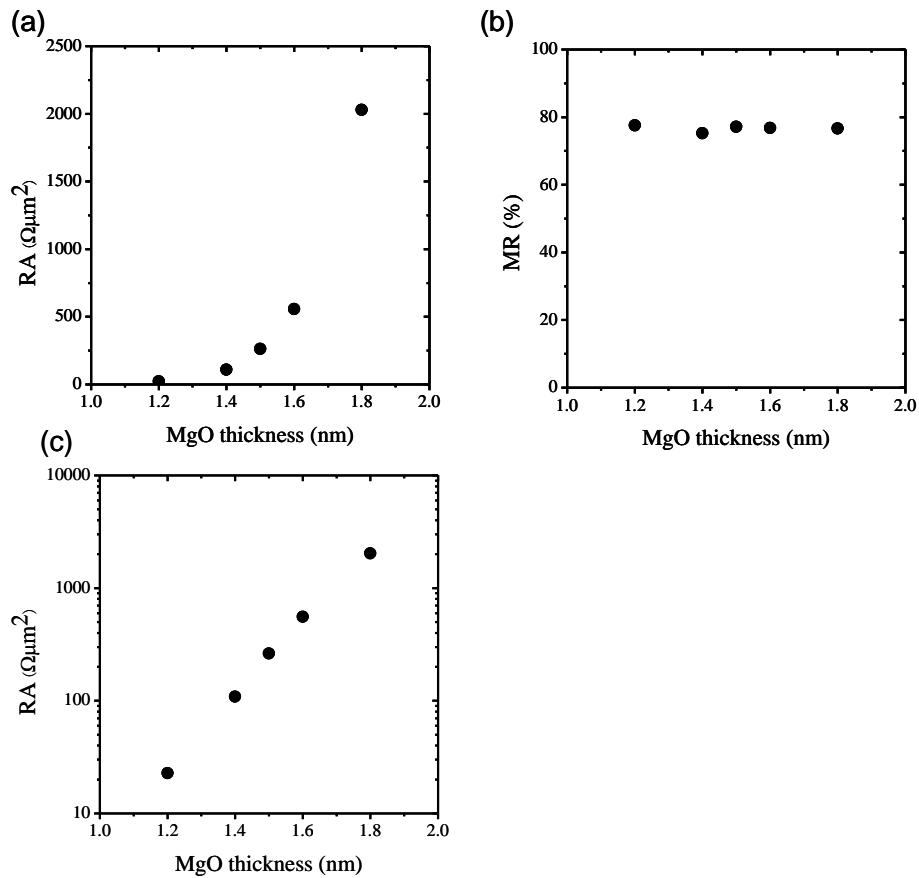 (a)
2500
2000
1500
1000
500
0
RA (Ωμm²)
1.0 1.2 1.4 1.6 1.8 2.0
MgO thickness (nm)
(b)
100
80
60
40
20
0
MR (%)
1.0 1.2 1.4 1.6 1.8 2.0
MgO thickness (nm)
(c)
10000
1000
100
10
RA (Ωμm²)
1.0 1.2 1.4 1.6 1.8 2.0
MgO thickness (nm)